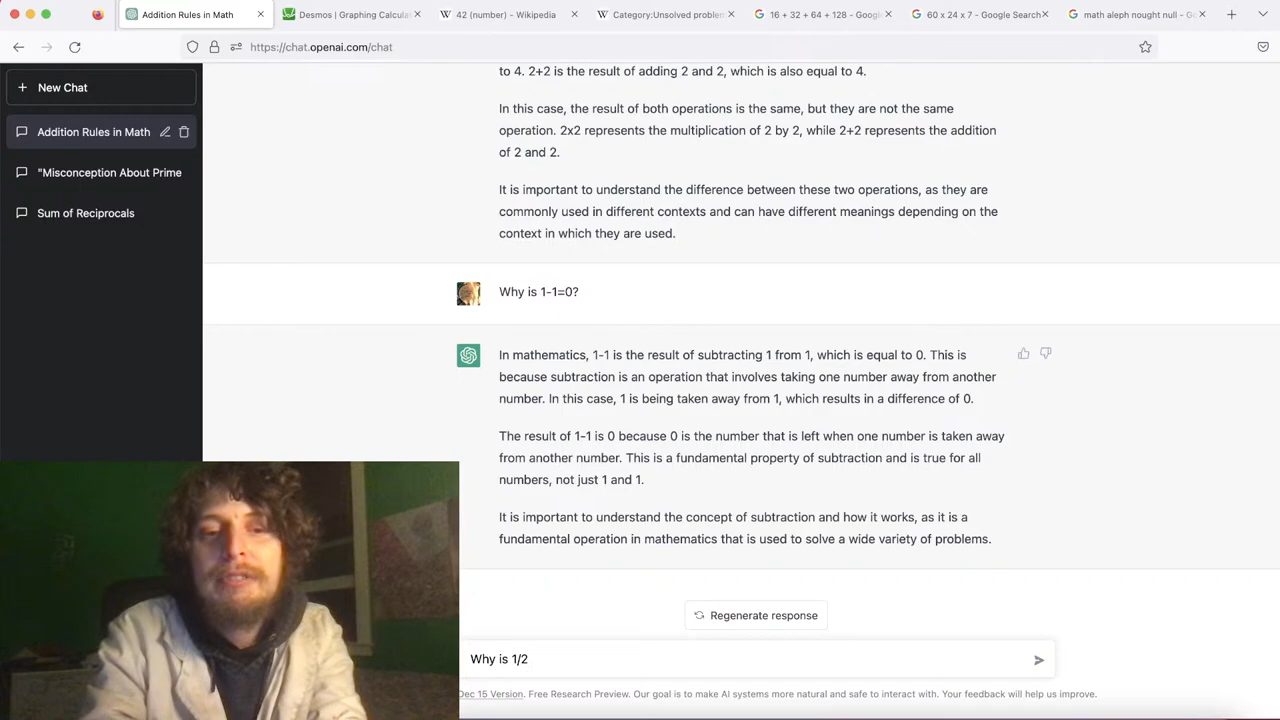 Addition Rules in Math
Desmos | Graphing Calcula
42 (number) - Wikipedia
Category:Unsolved problem
16 + 32 + 64 + 128 - Googl
60 x 24 x 7 - Google Search
math aleph nought null - Go
https://chat.openai.com/chat
New Chat
Addition Rules in Math
"Misconception About Prime
Sum of Reciprocals
to 4. 2+2 is the result of adding 2 and 2, which is also equal to 4.
In this case, the result of both operations is the same, but they are not the same
operation. 2x2 represents the multiplication of 2 by 2, while 2+2 represents the addition
of 2 and 2.
It is important to understand the difference between these two operations, as they are
commonly used in different contexts and can have different meanings depending on the
context in which they are used.
Why is 1-1=0?
In mathematics, 1-1 is the result of subtracting 1 from 1, which is equal to 0. This is
because subtraction is an operation that involves taking one number away from another
number. In this case, 1 is being taken away from 1, which results in a difference of 0.
The result of 1-1 is 0 because 0 is the number that is left when one number is taken away
from another number. This is a fundamental property of subtraction and is true for all
numbers, not just 1 and 1.
It is important to understand the concept of subtraction and how it works, as it is a
fundamental operation in mathematics that is used to solve a wide variety of problems.
Regenerate response
Why is 1/2
Dec 15 Version. Free Research Preview. Our goal is to make AI systems more natural and safe to interact with. Your feedback will help us improve.